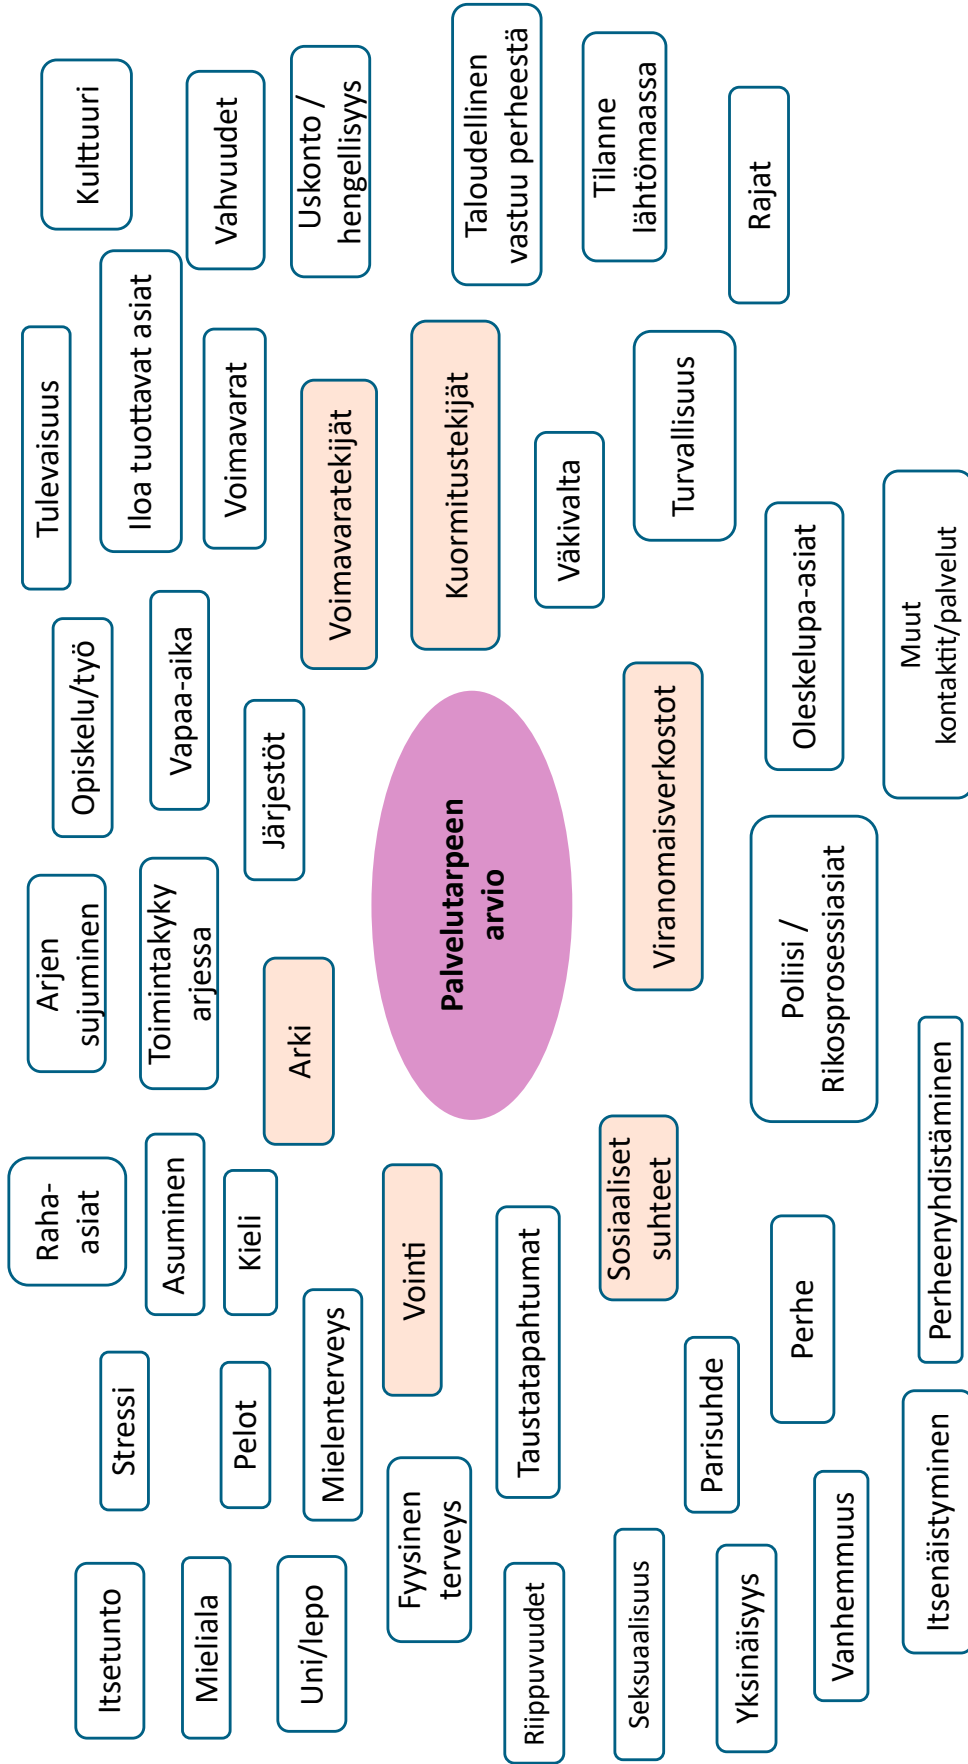 Itsetunto
Stressi
Raha-
asiat
Arjen
sujuminen
Opiskelu/työ
Tulevaisuus
Kulttuuri
Mieliala
Pelot
Asuminen
Toimintakyky
arjessa
Vapaa-aika
Iloa tuottavat asiat
Vahvuudet
Uni/lepo
Mielenterveys
Kieli
Arki
Järjestöt
Voimavarat
Uskonto /
hengellisyys
Fyysinen
terveys
Vointi
Voimavaratekijät
Palvelutarpeen
arvio
Kuormitustekijät
Taloudellinen
vastuu perheestä
Riippuvuudet
Taustatapahtumat
Väkivalta
Tilanne
lähtömaassa
Seksuaalisuus
Sosiaaliset
suhteet
Viranomaisverkostot
Turvallisuus
Rajat
Yksinäisyys
Parisuhde
Perhe
Poliisi /
Rikosprosessiasiat
Oleskelupa-asiat
Vanhemmuus
Itsenäistyminen
Perheenyhdistäminen
Muut
kontaktit/palvelut